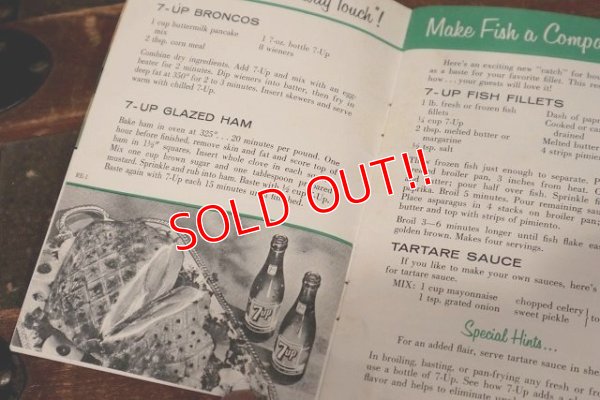 Touch"!
7-UP BRONCOS
1 cup buttermilk pancake
mix
2 tbsp. corn meal
1 7-oz. bottle 7-Up
8 wieners
Combine dry ingredients. Add 7-Up and mix with an egg-
beater for 2 minutes. Dip wieners into batter, then fry in
deep fat at 350° for 2 to 3 minutes. Insert skewers and serve
warm with chilled 7-Up.
7-UP GLAZED HAM
Bake ham in oven at 325° . . . 20 minutes per pound. One
hour before finished, remove skin and fat and score top of
ham in 1½" squares. Insert whole clove in each
Mix one cup brown sugar and one tablespoon prepared
mustard. Sprinkle and rub into ham. Baste with ¼ cup 7-Up.
Baste again with 7-Up each 15 minutes until finished.
7up
7up
Make Fish a Compa
Here's an exciting new "catch" for
as a baste for your favorite fillet. This
how . . . your guests will love it!
7-UP FISH FILLETS
1 lb. fresh or frozen fish
fillets
¼ cup 7-Up
2 tbsp. melted butter or
margarine
tsp. salt
Dash of
Cooked or
drained
Melted butter
4 strips
frozen fish just enough to separate.
broiler pan, 3 inches from heat.
pour half over fish. Sprinkle
paprika. Broil 5 minutes. Pour remaining
Place asparagus in 4 stacks on broiler pan;
butter and top with strips of pimiento.
Broil 3—6 minutes longer until fish flake
golden brown. Makes four servings.
TARTARE SAUCE
If you like to make your own sauces, here's
for tartare sauce.
MIX: 1 cup mayonnaise
1 tsp. grated onion
chopped celery
sweet pickle
Special Hints . . .
For an added flair, serve tartare sauce in
In broiling, basting, or pan-frying any fresh or
use a bottle of 7-Up. See how 7-Up adds a
flavor and helps to eliminate
SOLD OUT!!